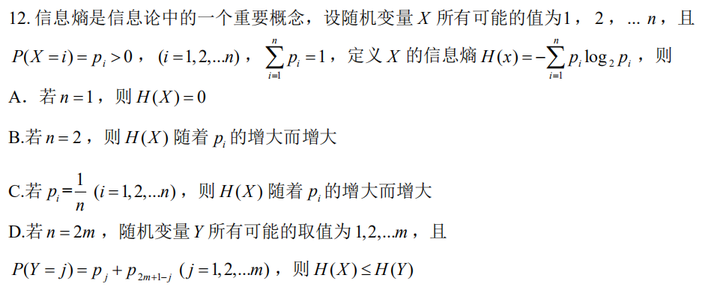 12. 信息熵是信息论中的一个重要概念，设随机变量 X 所有可能的值为1，2，... n，且
P(X=i)=p_i>0，(i=1,2,...n)，\sum_{i=1}^{n} p_i=1，定义 X 的信息熵 H(x)=-\sum_{i=1}^{n} p_i log_2 p_i，则
A．若 n=1，则 H(X)=0
B.若 n=2，则 H(X) 随着 p_i 的增大而增大
C.若 p_i=\frac{1}{n} (i=1,2,...n)，则 H(X) 随着 p_i 的增大而增大
D.若 n=2m，随机变量 Y 所有可能的取值为 1,2,...m，且
P(Y=j)=p_j+p_{2m+1-j} (j=1,2,...m)，则 H(X)≤H(Y)